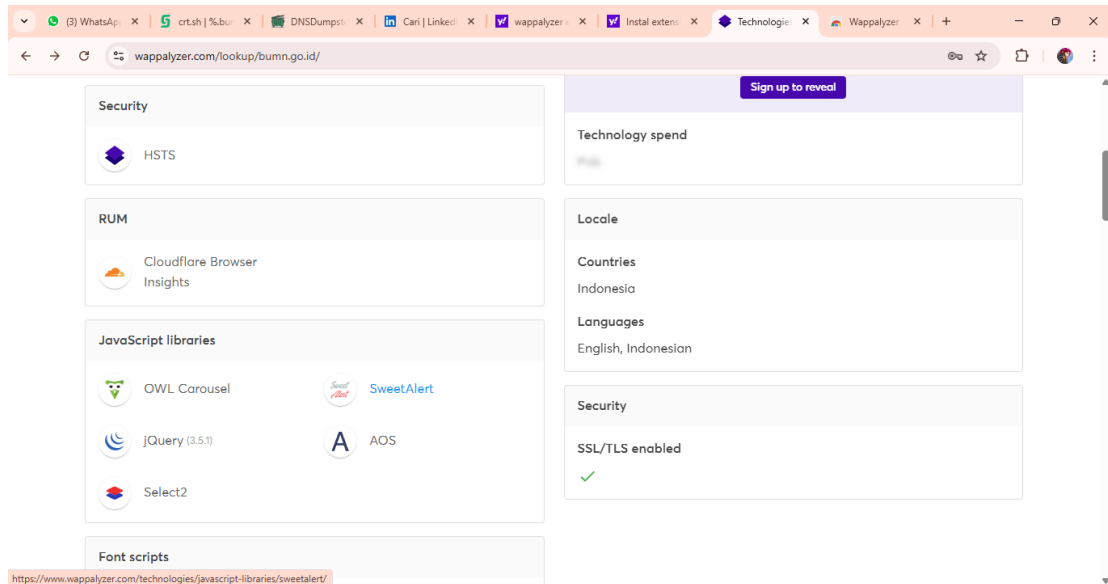 (3) WhatsAp
crt.sh | %.bur
DNSDumpst
Cari | Linked
wappalyzer
Instal extens
Technologies
Wappalyzer
wappalyzer.com/lookup/bumn.go.id/
Security
HSTS
RUM
Cloudflare Browser
Insights
JavaScript libraries
OWL Carousel
SweetAlert
jQuery (3.5.1)
AOS
Select2
Font scripts
Sign up to reveal
Technology spend
Locale
Countries
Indonesia
Languages
English, Indonesian
Security
SSL/TLS enabled
https://www.wappalyzer.com/technologies/javascript-libraries/sweetalert/